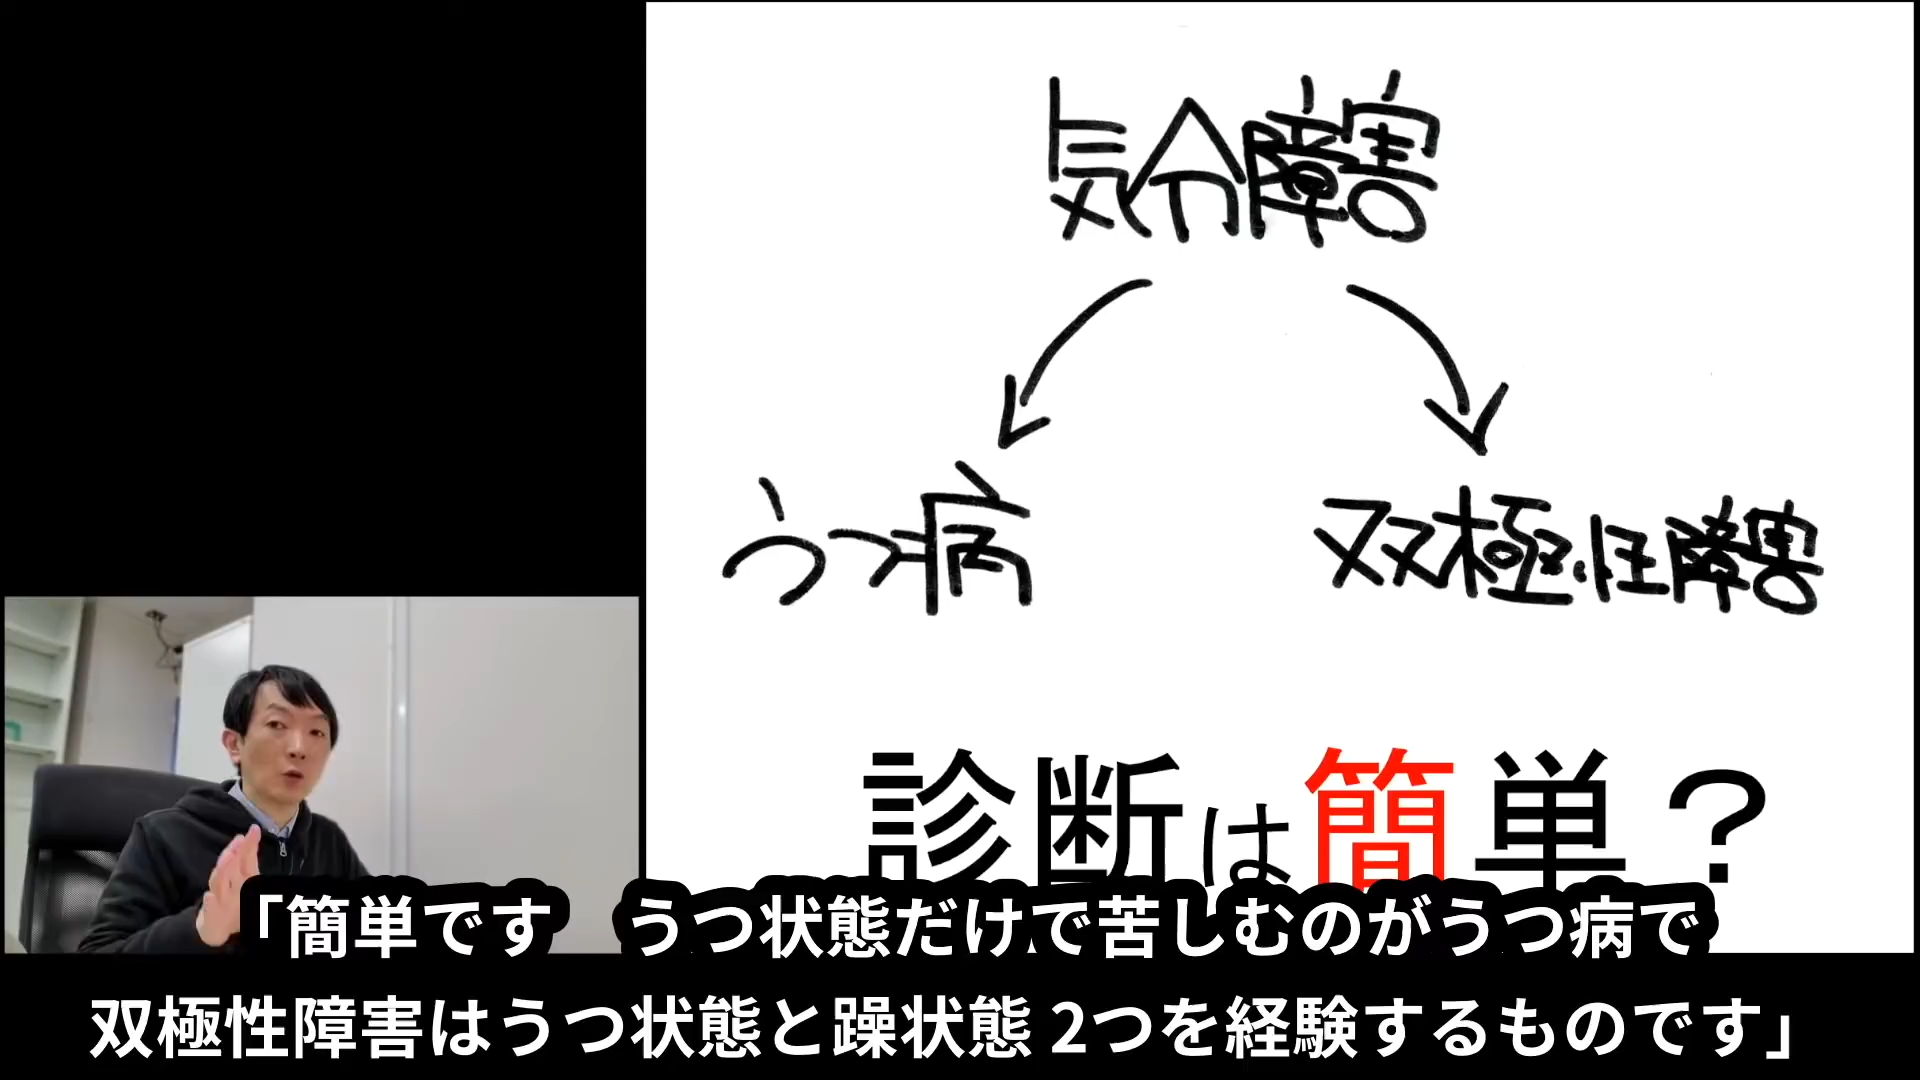 気分障害
うつ病
双極性障害
診断は簡単？
「簡単です　うつ状態だけで苦しむのがうつ病で
双極性障害はうつ状態と躁状態 2つを経験するものです」